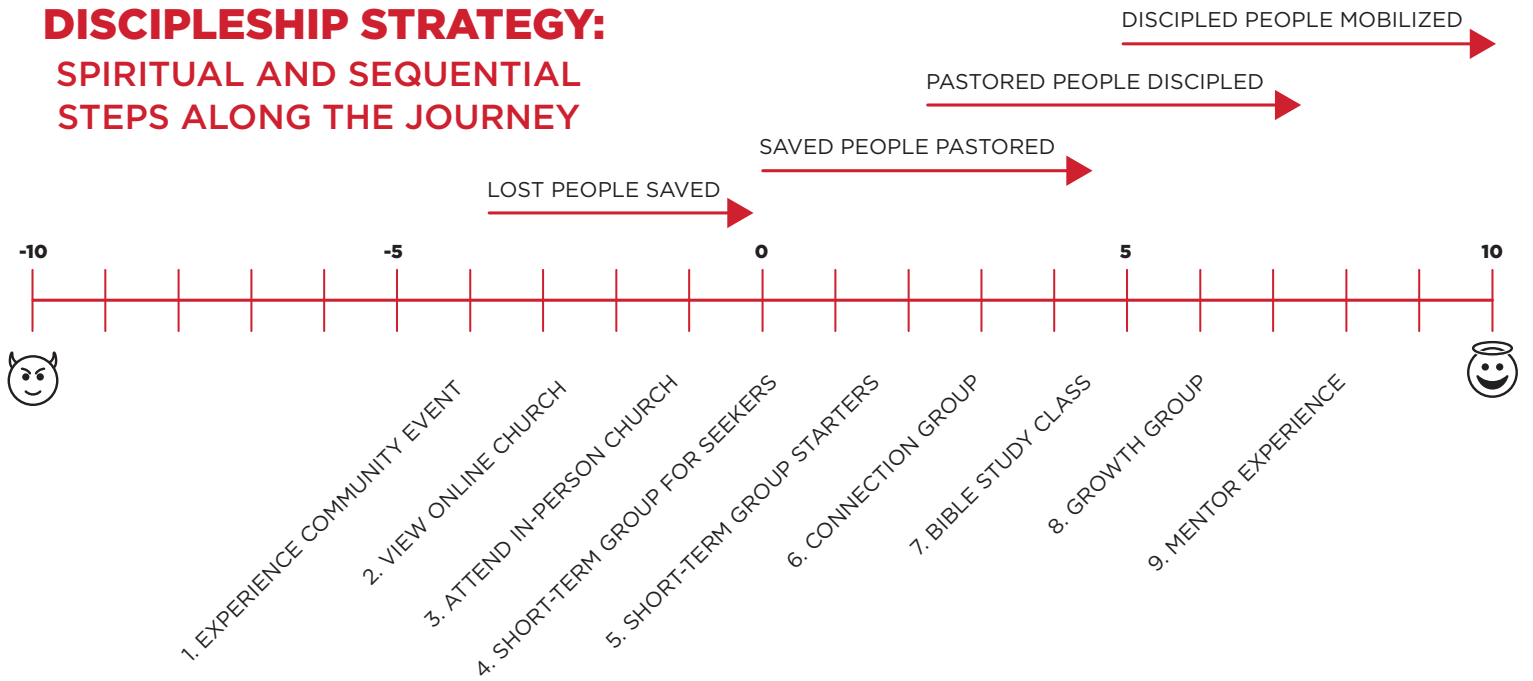 DISCIPLESHIP STRATEGY:
SPIRITUAL AND SEQUENTIAL
STEPS ALONG THE JOURNEY
DISCIPLED PEOPLE MOBILIZED
PASTORED PEOPLE DISCIPLED
SAVED PEOPLE PASTORED
LOST PEOPLE SAVED
-10
-5
0
5
10
1. EXPERIENCE COMMUNITY EVENT
2. VIEW ONLINE CHURCH
3. ATTEND IN-PERSON CHURCH
4. SHORT-TERM GROUP FOR SEEKERS
5. SHORT-TERM GROUP STARTERS
6. CONNECTION GROUP
7. BIBLE STUDY CLASS
8. GROWTH GROUP
9. MENTOR EXPERIENCE